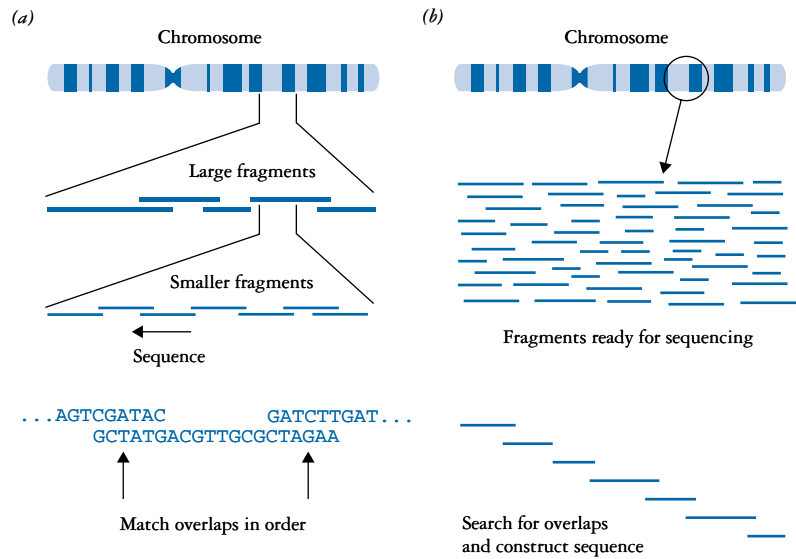 (a)
Chromosome
Large fragments
Smaller fragments
Sequence
...AGTCGATAC GATCTTGAT...
GCTATGACGTTGCGCTAGAA
Match overlaps in order
(b)
Chromosome
Fragments ready for sequencing
Search for overlaps
and construct sequence